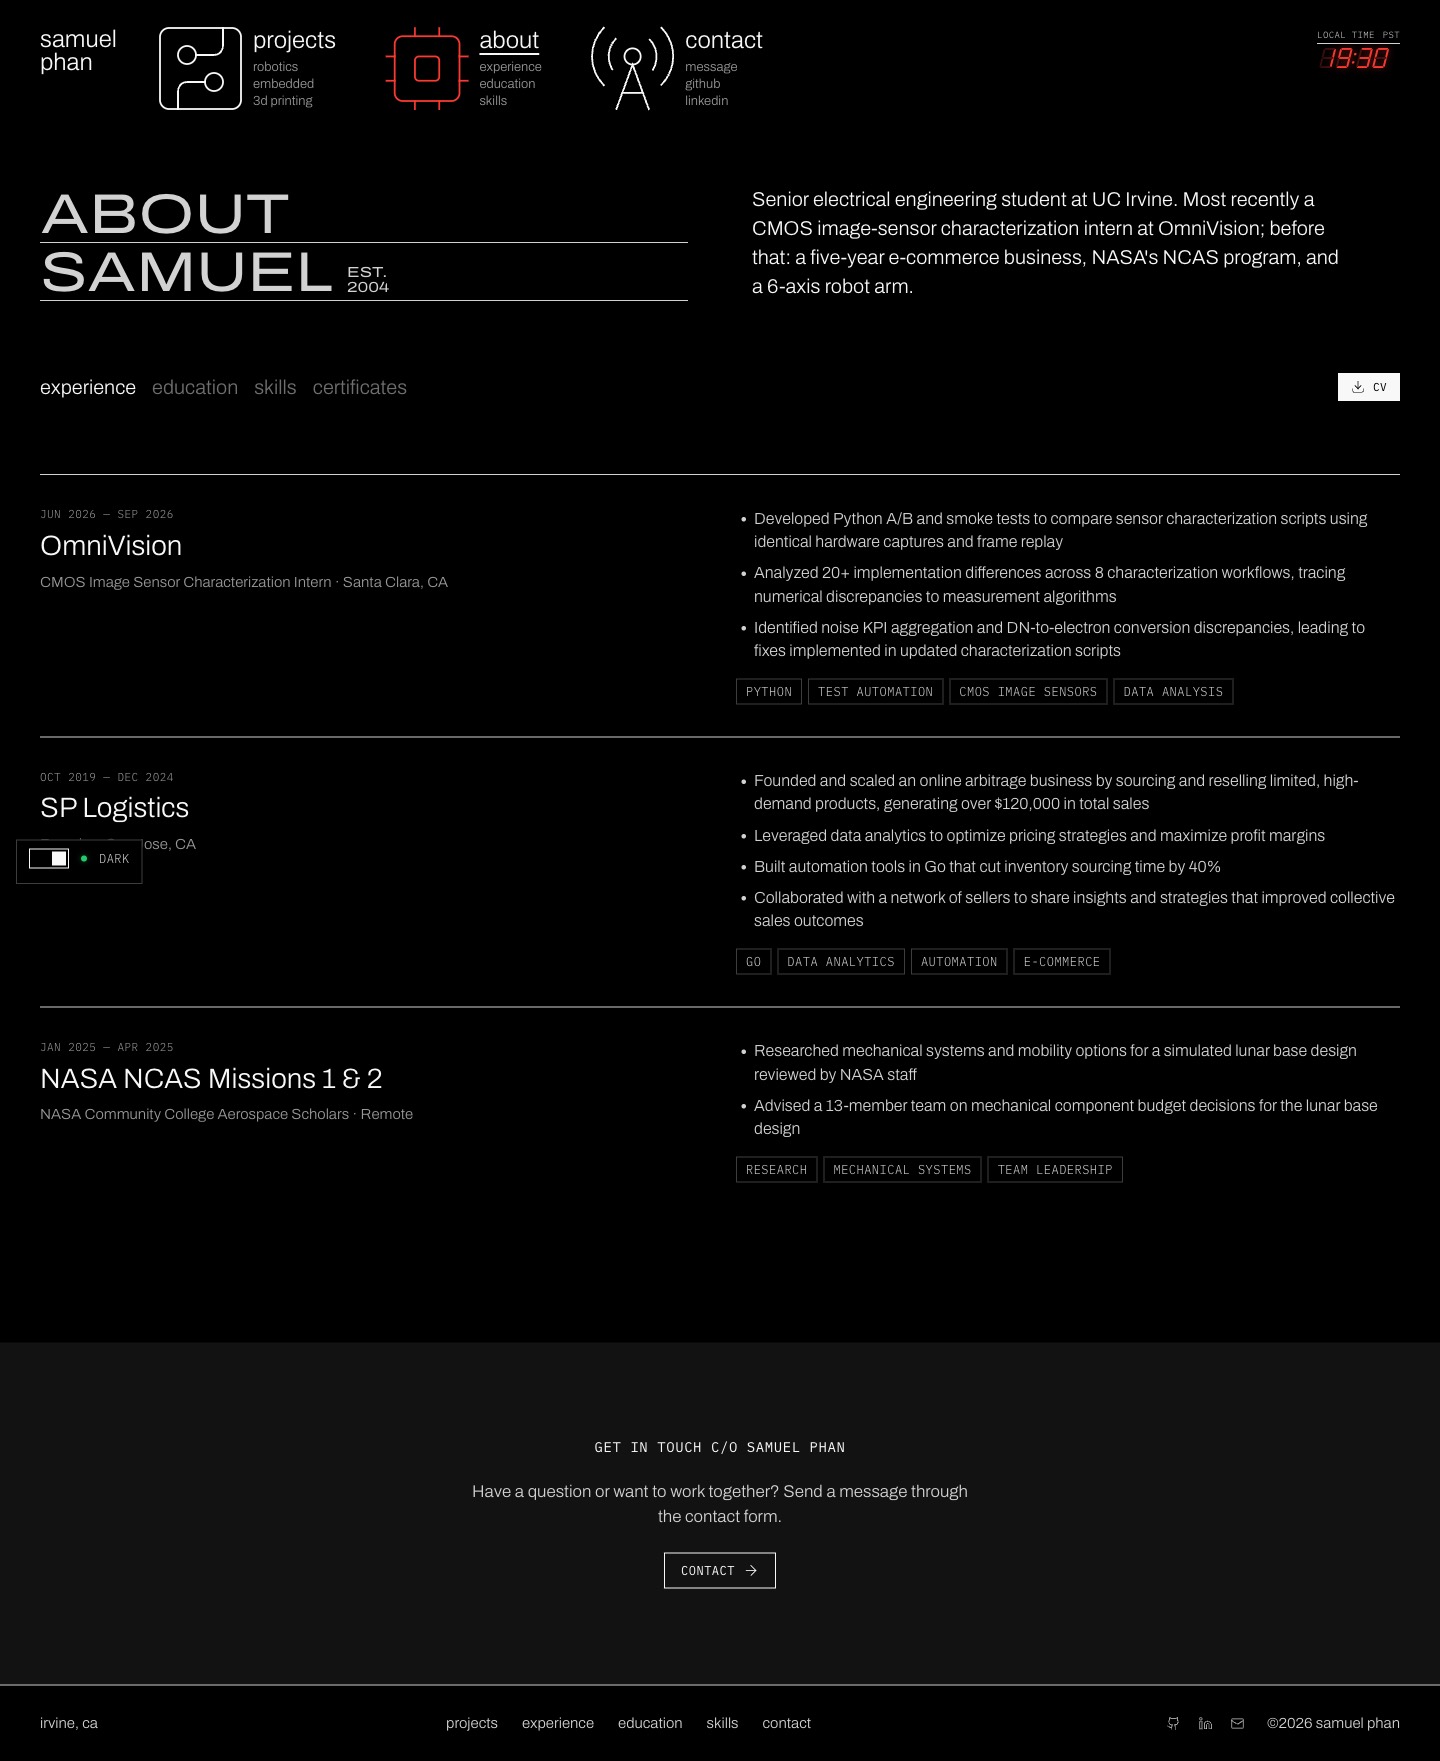 samuel
phan
projects
robotics
embedded
3d printing
about
experience
education
skills
contact
message
github
linkedin
LOCAL TIME PST
19:30
ABOUT
SAMUEL EST.
2004
Senior electrical engineering student at UC Irvine. Most recently a
CMOS image-sensor characterization intern at OmniVision; before
that: a five-year e-commerce business, NASA's NCAS program, and
a 6-axis robot arm.
experience education skills certificates
CV
JUN 2026 — SEP 2026
OmniVision
CMOS Image Sensor Characterization Intern · Santa Clara, CA
• Developed Python A/B and smoke tests to compare sensor characterization scripts using
identical hardware captures and frame replay
• Analyzed 20+ implementation differences across 8 characterization workflows, tracing
numerical discrepancies to measurement algorithms
• Identified noise KPI aggregation and DN-to-electron conversion discrepancies, leading to
fixes implemented in updated characterization scripts
PYTHON TEST AUTOMATION CMOS IMAGE SENSORS DATA ANALYSIS
OCT 2019 — DEC 2024
SP Logistics
ose, CA
DARK
• Founded and scaled an online arbitrage business by sourcing and reselling limited, high-
demand products, generating over $120,000 in total sales
• Leveraged data analytics to optimize pricing strategies and maximize profit margins
• Built automation tools in Go that cut inventory sourcing time by 40%
• Collaborated with a network of sellers to share insights and strategies that improved collective
sales outcomes
GO DATA ANALYTICS AUTOMATION E-COMMERCE
JAN 2025 — APR 2025
NASA NCAS Missions 1 & 2
NASA Community College Aerospace Scholars · Remote
• Researched mechanical systems and mobility options for a simulated lunar base design
reviewed by NASA staff
• Advised a 13-member team on mechanical component budget decisions for the lunar base
design
RESEARCH MECHANICAL SYSTEMS TEAM LEADERSHIP
GET IN TOUCH C/O SAMUEL PHAN
Have a question or want to work together? Send a message through
the contact form.
CONTACT →
irvine, ca
projects experience education skills contact
©2026 samuel phan